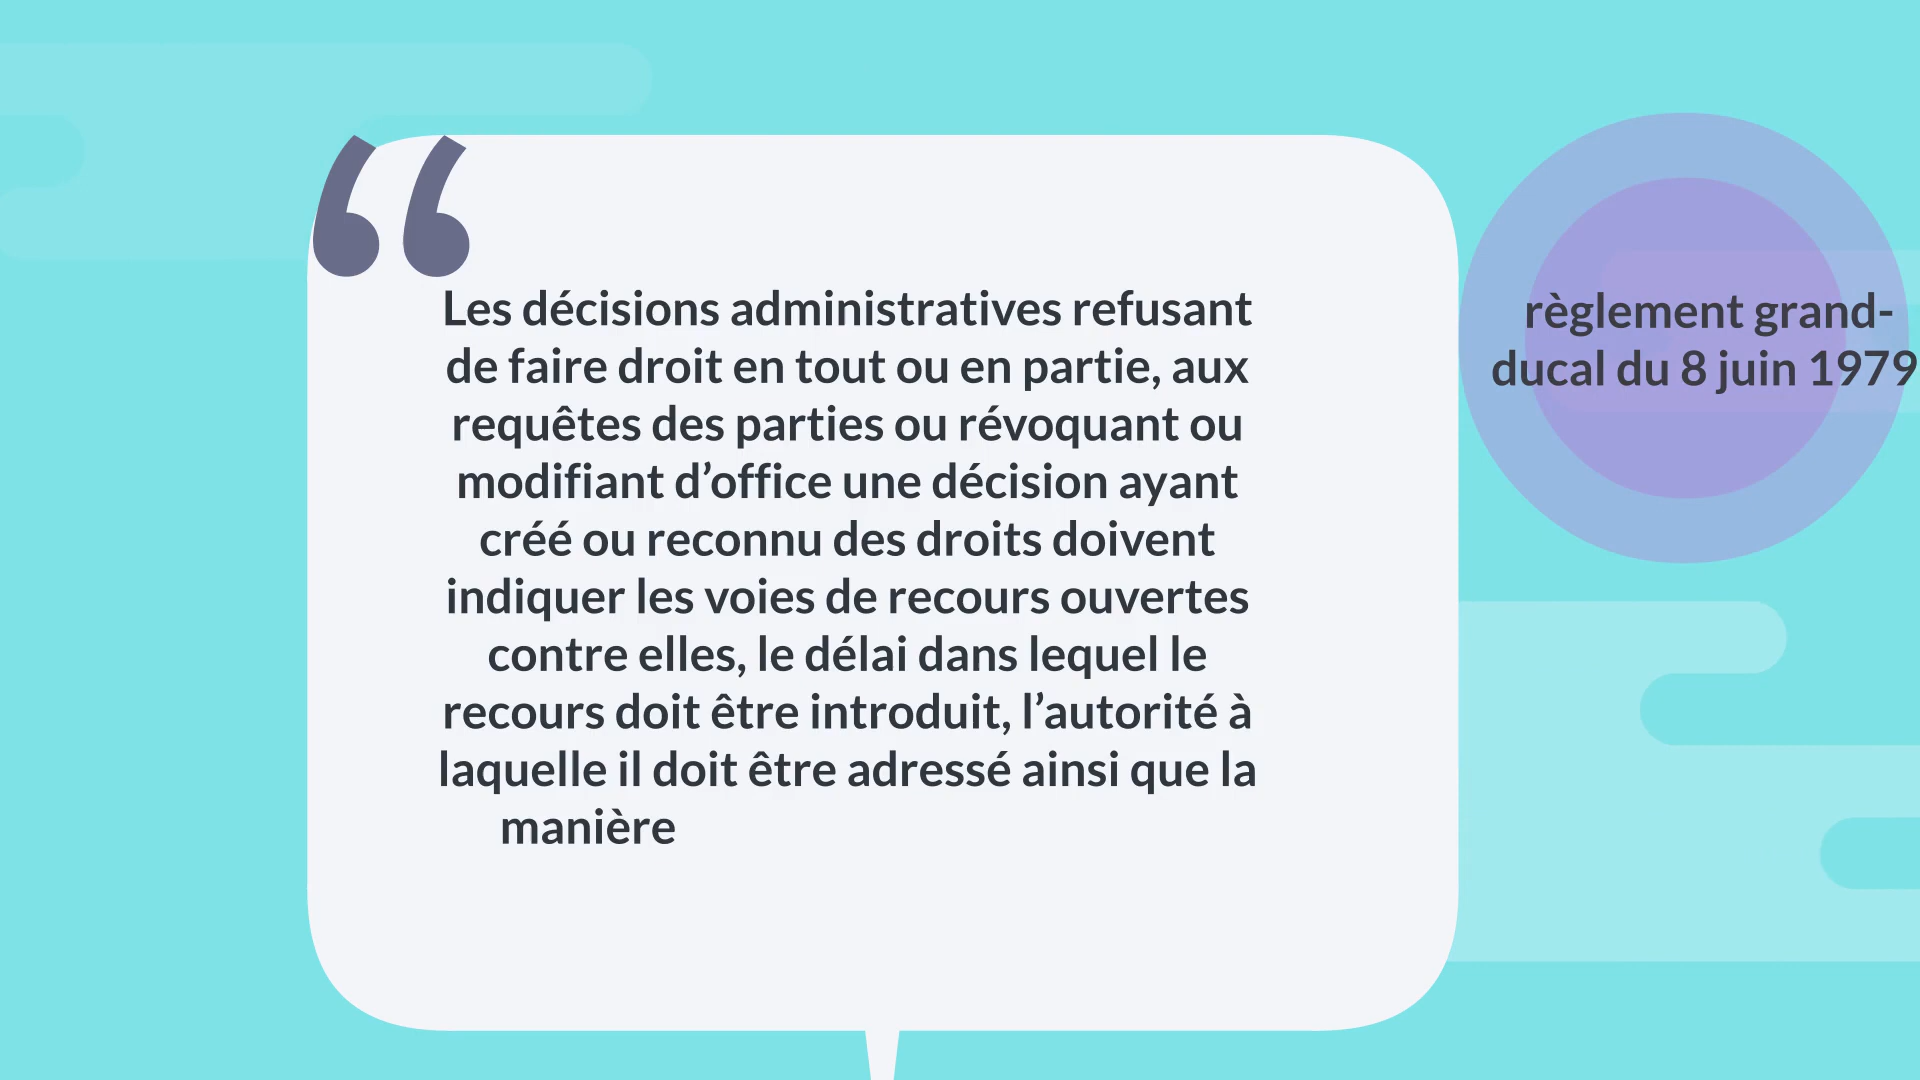 Les décisions administratives refusant
de faire droit en tout ou en partie, aux
requêtes des parties ou révoquant ou
modifiant d’office une décision ayant
créé ou reconnu des droits doivent
indiquer les voies de recours ouvertes
contre elles, le délai dans lequel le
recours doit être introduit, l’autorité à
laquelle il doit être adressé ainsi que la
manière
règlement grand-
ducal du 8 juin 1979